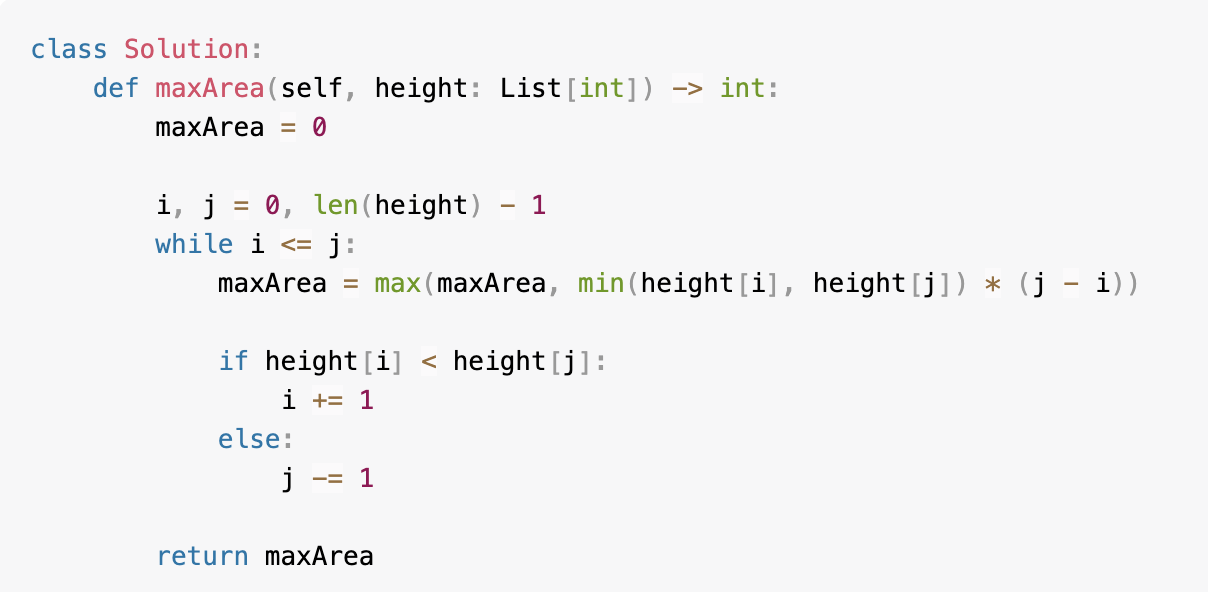 class Solution:
    def maxArea(self, height: List[int]) -> int:
        maxArea = 0

        i, j = 0, len(height) - 1
        while i <= j:
            maxArea = max(maxArea, min(height[i], height[j]) * (j - i))

            if height[i] < height[j]:
                i += 1
            else:
                j -= 1

        return maxArea